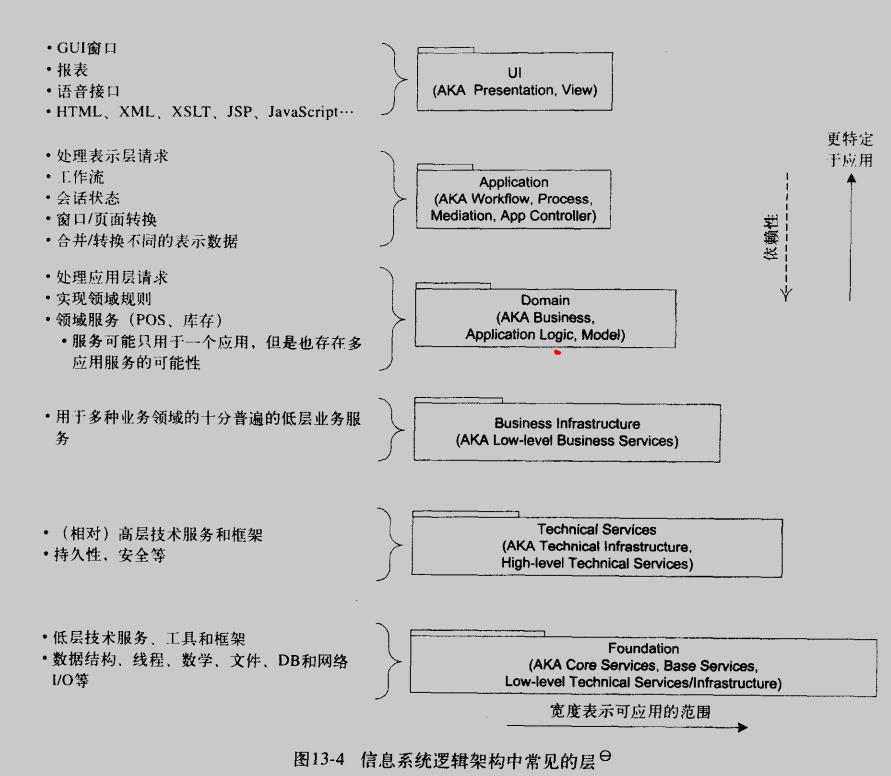 • GUI窗口
• 报表
• 语音接口
• HTML、XML、XSLT、JSP、JavaScript…
UI
(AKA Presentation, View)
• 处理表示层请求
• 工作流
• 会话状态
• 窗口/页面转换
• 合并/转换不同的表示数据
Application
(AKA Workflow, Process,
Mediation, App Controller)
更特定
于应用
依赖性
• 处理应用层请求
• 实现领域规则
• 领域服务（POS、库存）
• 服务可能只用于一个应用，但是也存在多
应用服务的可能性
Domain
(AKA Business,
Application Logic, Model)
• 用于多种业务领域的十分普遍的低层业务服
务
Business Infrastructure
(AKA Low-level Business Services)
• （相对）高层技术服务和框架
• 持久性、安全等
Technical Services
(AKA Technical Infrastructure,
High-level Technical Services)
• 低层技术服务、工具和框架
• 数据结构、线程、数学、文件、DB和网络
I/O等
Foundation
(AKA Core Services, Base Services,
Low-level Technical Services/Infrastructure)
宽度表示可应用的范围
图13-4 信息系统逻辑架构中常见的层㊀